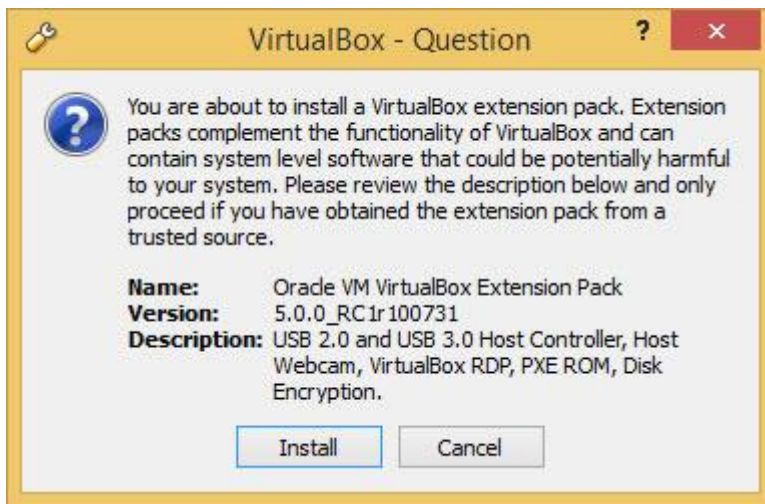 VirtualBox - Question ? ×
?
You are about to install a VirtualBox extension pack. Extension
packs complement the functionality of VirtualBox and can
contain system level software that could be potentially harmful
to your system. Please review the description below and only
proceed if you have obtained the extension pack from a
trusted source.
Name: Oracle VM VirtualBox Extension Pack
Version: 5.0.0_RC1r100731
Description: USB 2.0 and USB 3.0 Host Controller, Host
Webcam, VirtualBox RDP, PXE ROM, Disk
Encryption.
Install Cancel